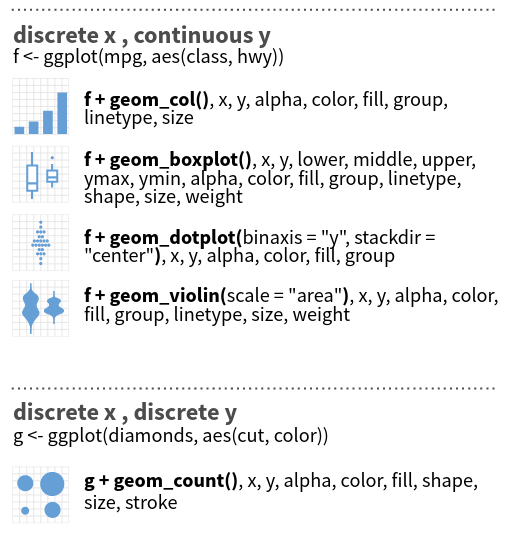 discrete x , continuous y
f <- ggplot(mpg, aes(class, hwy))
f + geom_col(), x, y, alpha, color, fill, group,
linetype, size
f + geom_boxplot(), x, y, lower, middle, upper,
ymax, ymin, alpha, color, fill, group, linetype,
shape, size, weight
f + geom_dotplot(binaxis = "y", stackdir =
"center"), x, y, alpha, color, fill, group
f + geom_violin(scale = "area"), x, y, alpha, color,
fill, group, linetype, size, weight
discrete x , discrete y
g <- ggplot(diamonds, aes(cut, color))
g + geom_count(), x, y, alpha, color, fill, shape,
size, stroke